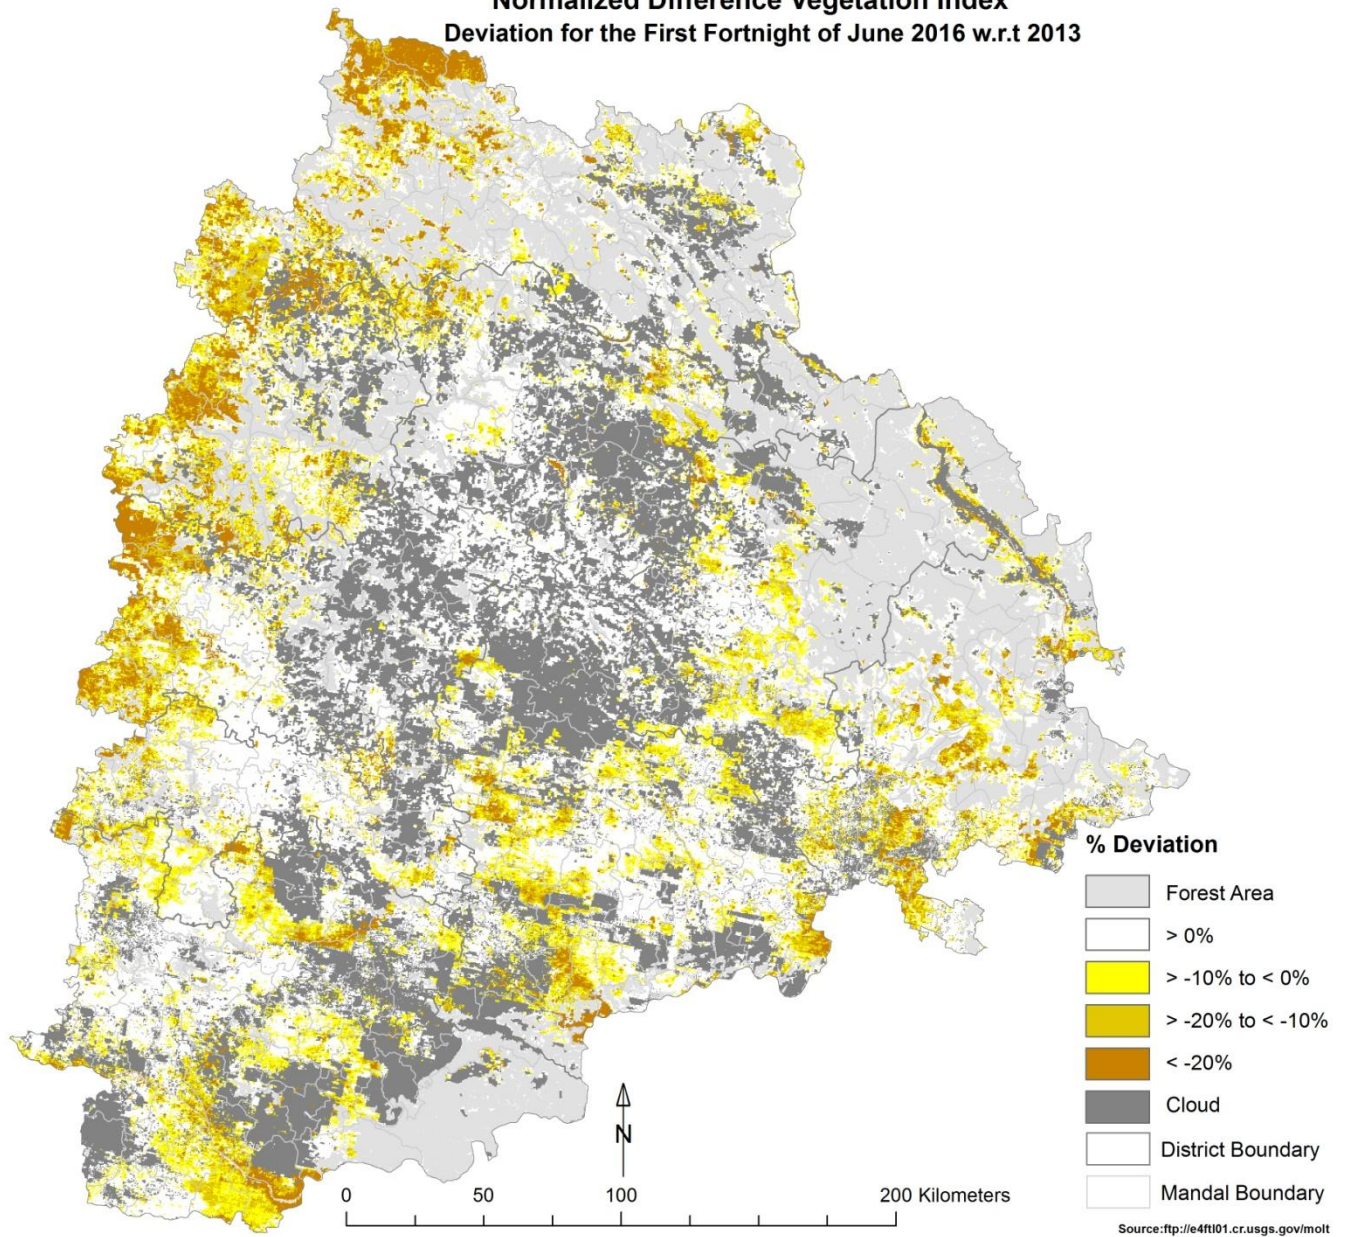 Normalized Difference Vegetation Index
Deviation for the First Fortnight of June 2016 w.r.t 2013
% Deviation
Forest Area
> 0%
> -10% to < 0%
> -20% to < -10%
< -20%
Cloud
District Boundary
Mandal Boundary
N
0 50 100 200 Kilometers
Source:ftp://e4ftl01.cr.usgs.gov/molt